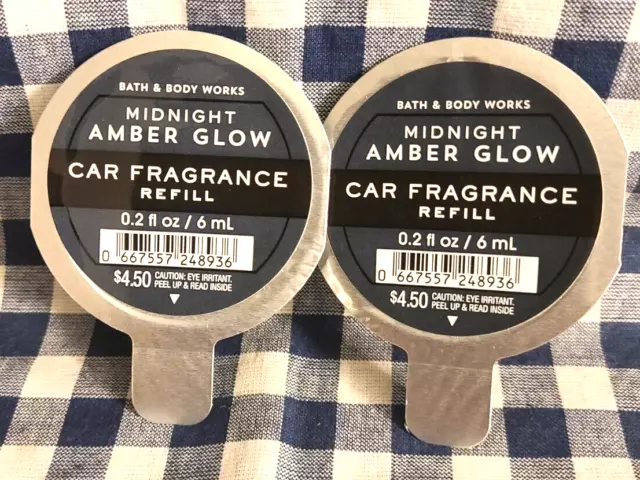 BATH & BODY WORKS
MIDNIGHT
AMBER GLOW
CAR FRAGRANCE
REFILL
0.2 fl oz / 6 mL
0 667557 248936
$4.50 CAUTION: EYE IRRITANT.
PEEL UP & READ INSIDE
BATH & BODY WORKS
MIDNIGHT
AMBER GLOW
CAR FRAGRANCE
REFILL
0.2 fl oz / 6 mL
0 667557 248936
$4.50 CAUTION: EYE IRRITANT.
PEEL UP & READ INSIDE